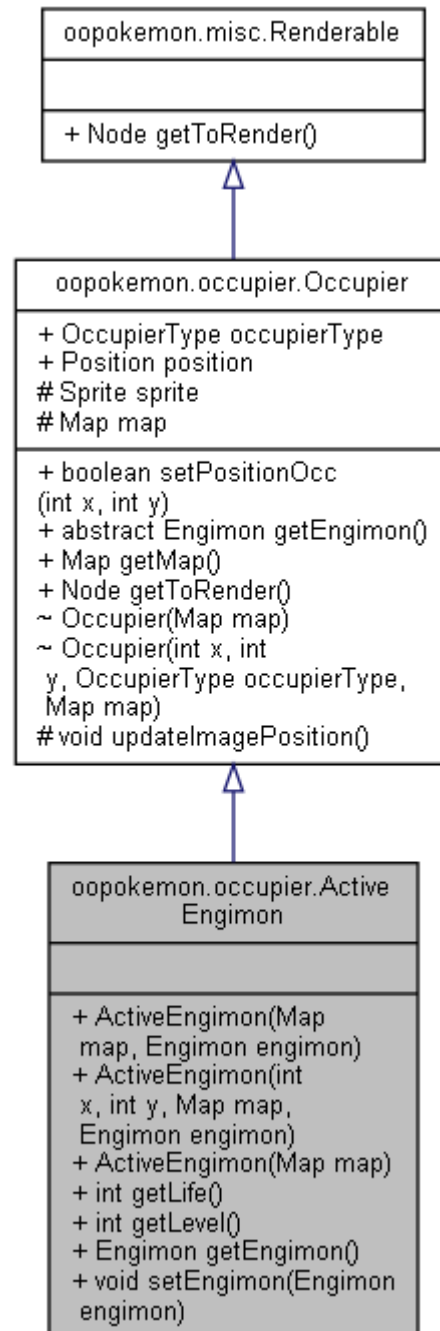 oopokemon.misc.Renderable
+ Node getToRender()
oopokemon.occupier.Occupier
+ OccupierType occupierType
+ Position position
# Sprite sprite
# Map map
+ boolean setPositionOcc
(int x, int y)
+ abstract Engimon getEngimon()
+ Map getMap()
+ Node getToRender()
~ Occupier(Map map)
~ Occupier(int x, int
y, OccupierType occupierType,
Map map)
# void updateImagePosition()
oopokemon.occupier.Active
Engimon
+ ActiveEngimon(Map
map, Engimon engimon)
+ ActiveEngimon(int
x, int y, Map map,
Engimon engimon)
+ ActiveEngimon(Map map)
+ int getLife()
+ int getLevel()
+ Engimon getEngimon()
+ void setEngimon(Engimon
engimon)